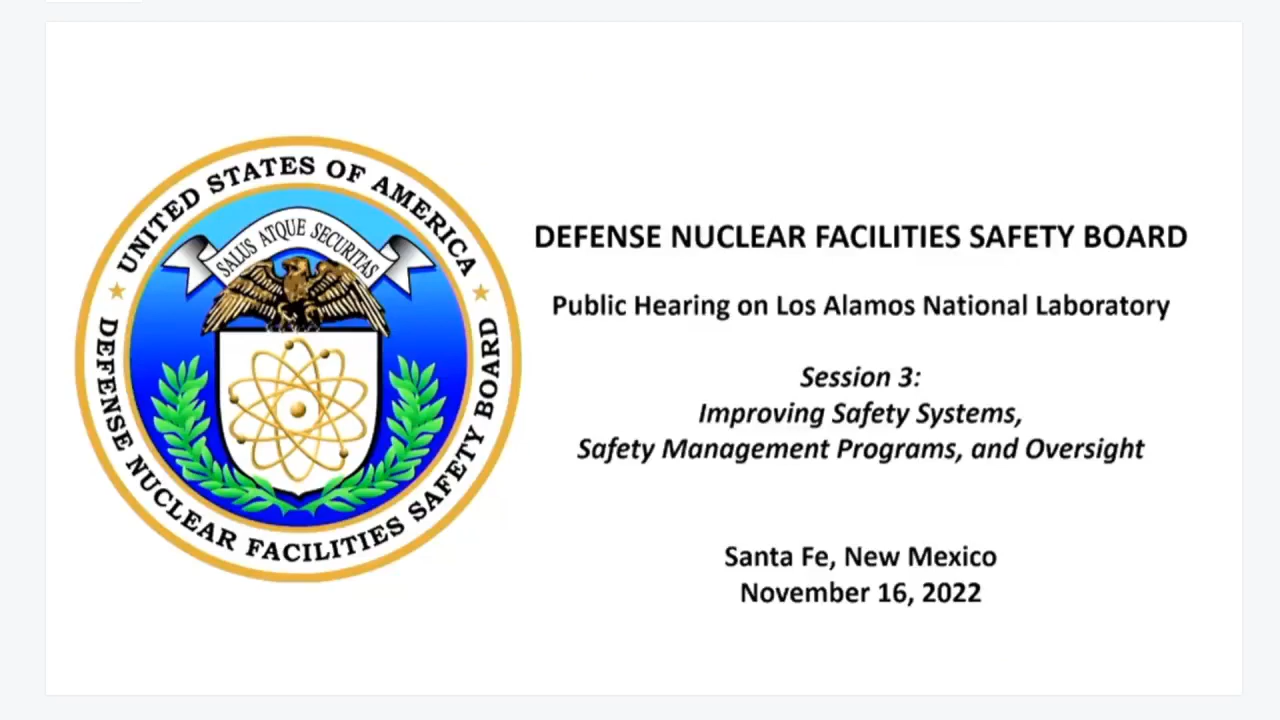 UNITED STATES OF AMERICA
SALUS ATQUE SECURITAS
DEFENSE NUCLEAR FACILITIES SAFETY BOARD
DEFENSE NUCLEAR FACILITIES SAFETY BOARD
Public Hearing on Los Alamos National Laboratory
Session 3:
Improving Safety Systems,
Safety Management Programs, and Oversight
Santa Fe, New Mexico
November 16, 2022